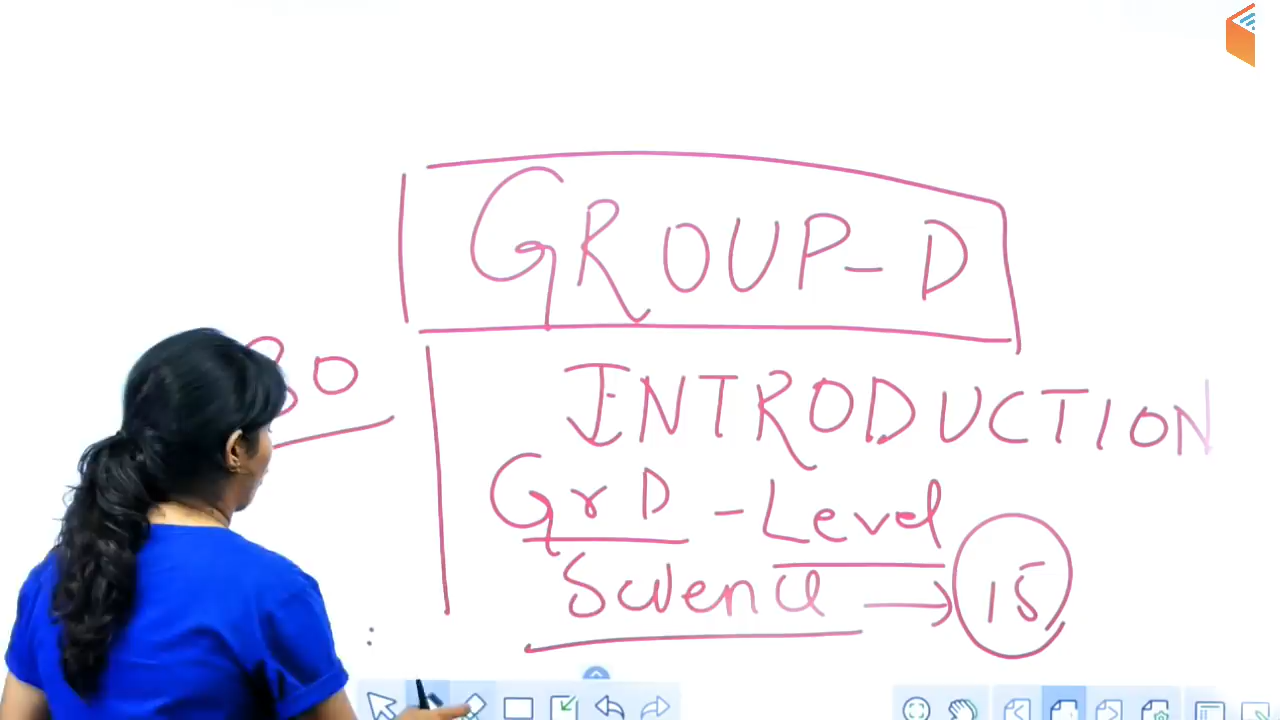 GROUP-D
INTRODUCTION
GrD - Level
Science → 15